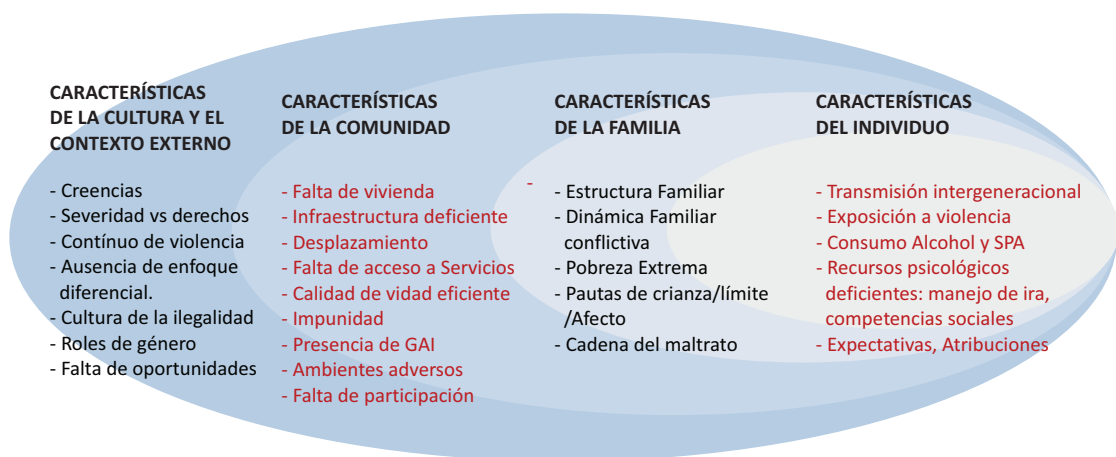 CARACTERÍSTICAS
DE LA CULTURA Y EL
CONTEXTO EXTERNO
- Creencias
- Severidad vs derechos
- Contínuo de violencia
- Ausencia de enfoque
diferencial.
- Cultura de la ilegalidad
- Roles de género
- Falta de oportunidades
CARACTERÍSTICAS
DE LA COMUNIDAD
- Falta de vivienda
- Infraestructura deficiente
- Desplazamiento
- Falta de acceso a Servicios
- Calidad de vidad eficiente
- Impunidad
- Presencia de GAI
- Ambientes adversos
- Falta de participación
CARACTERÍSTICAS
DE LA FAMILIA
-
- Estructura Familiar
- Dinámica Familiar
conflictiva
- Pobreza Extrema
- Pautas de crianza/límite
/Afecto
- Cadena del maltrato
CARACTERÍSTICAS
DEL INDIVIDUO
- Transmisión intergeneracional
- Exposición a violencia
- Consumo Alcohol y SPA
- Recursos psicológicos
deficientes: manejo de ira,
competencias sociales
- Expectativas, Atribuciones